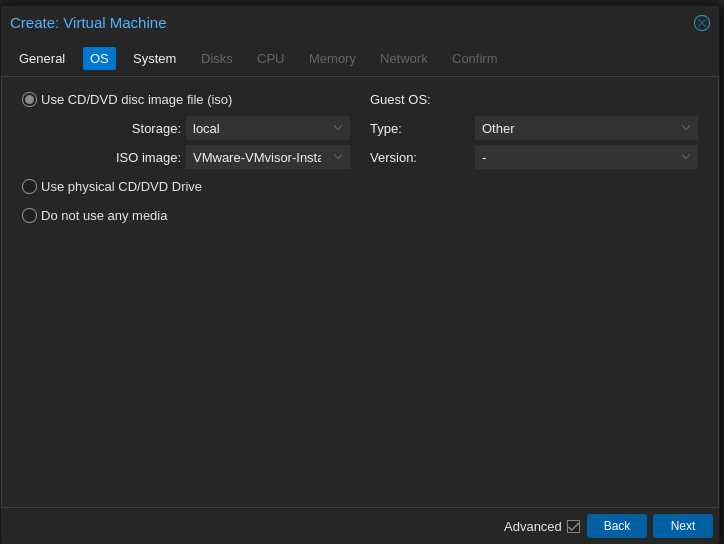 Create: Virtual Machine
General OS System Disks CPU Memory Network Confirm
Use CD/DVD disc image file (iso) Guest OS:
Storage: local Type: Other
ISO image: VMware-VMvisor-Insta Version: -
Use physical CD/DVD Drive
Do not use any media
Advanced Back Next